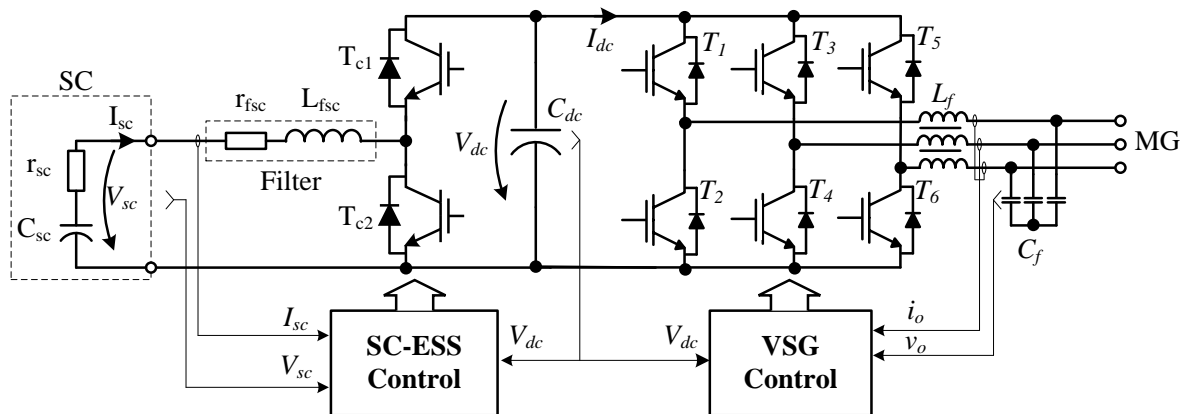 SC
I_sc
r_sc
V_sc
C_sc
r_fsc
L_fsc
Filter
T_c1
T_c2
V_dc
C_dc
I_dc
T_1
T_3
T_5
T_2
T_4
T_6
L_f
MG
C_f
I_sc
V_sc
SC-ESS
Control
V_dc
V_dc
VSG
Control
i_o
v_o